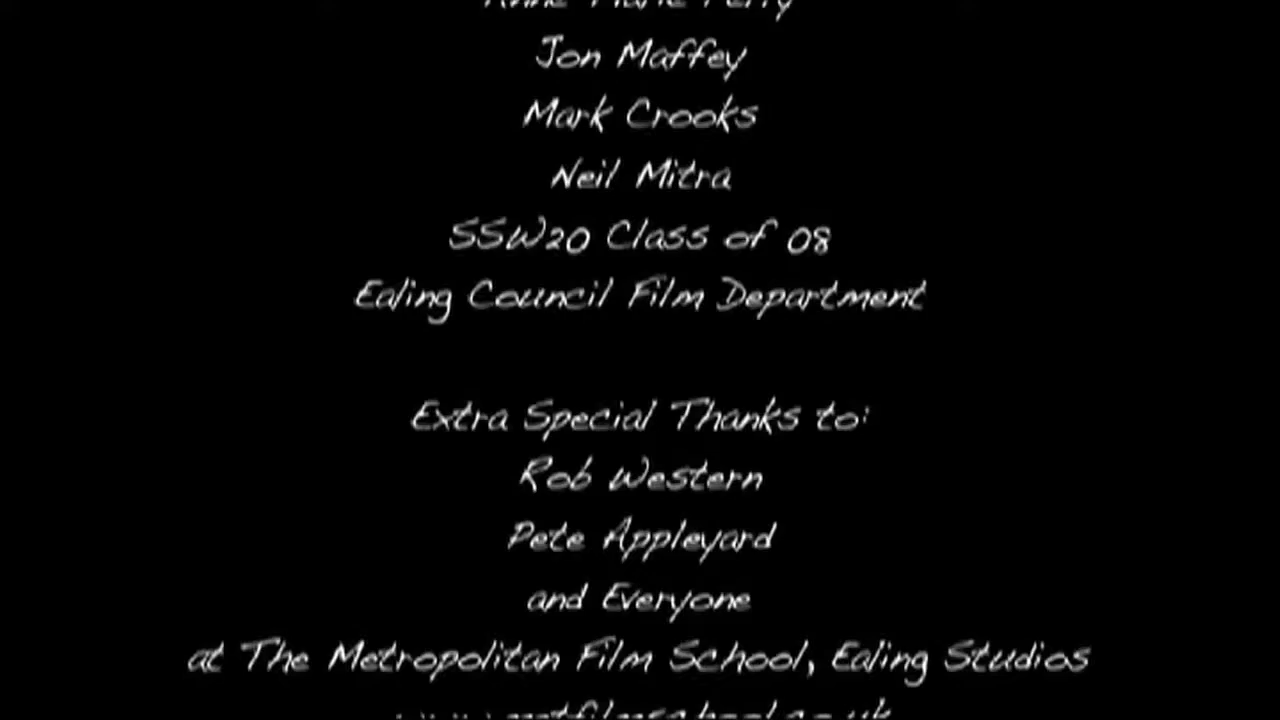 Jon Maffey
Mark Crooks
Neil Mitra
SSW20 Class of 08
Ealing Council Film Department
Extra Special Thanks to:
Rob Western
Pete Appleyard
and Everyone
at The Metropolitan Film School, Ealing Studios